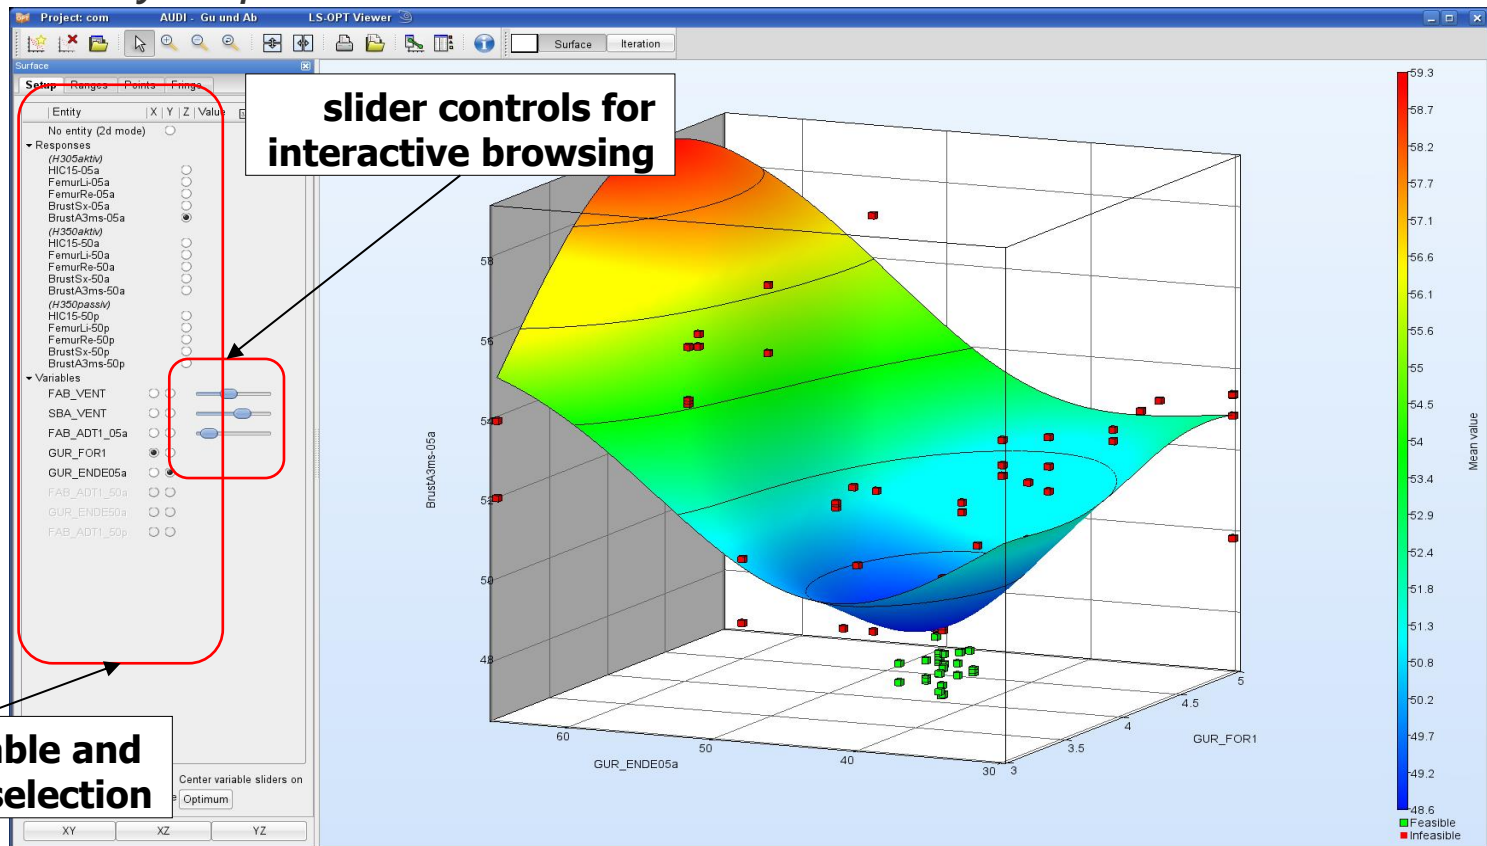 Project: com AUDI - Gu und Ab LS-OPT Viewer
Surface Iteration
Surface
Setup Ranges Points Fringe
Entity X Y Z Value
No entity (2d mode)
Responses
(H305aktiv)
HIC15-05a
FemurLi-05a
FemurRe-05a
BrustSx-05a
BrustA3ms-05a
(H350aktiv)
HIC15-50a
FemurLi-50a
FemurRe-50a
BrustSx-50a
BrustA3ms-50a
(H350passiv)
HIC15-50p
FemurLi-50p
FemurRe-50p
BrustSx-50p
BrustA3ms-50p
Variables
FAB_VENT
SBA_VENT
FAB_ADT1_05a
GUR_FOR1
GUR_ENDE05a
FAB_ADT1_50a
GUR_ENDE50a
FAB_ADT1_50p
slider controls for
interactive browsing
selection
Center variable sliders on
Optimum
XY XZ YZ
58
56
54
52
50
48
BrustA3ms-05a
60
50
40
30
GUR_ENDE05a
3
3.5
4
4.5
5
GUR_FOR1
59.3
58.7
58.2
57.7
57.1
56.6
56.1
55.6
55
54.5
54
53.4
52.9
52.4
51.8
51.3
50.8
50.2
49.7
49.2
48.6
Mean value
Feasible
Infeasible